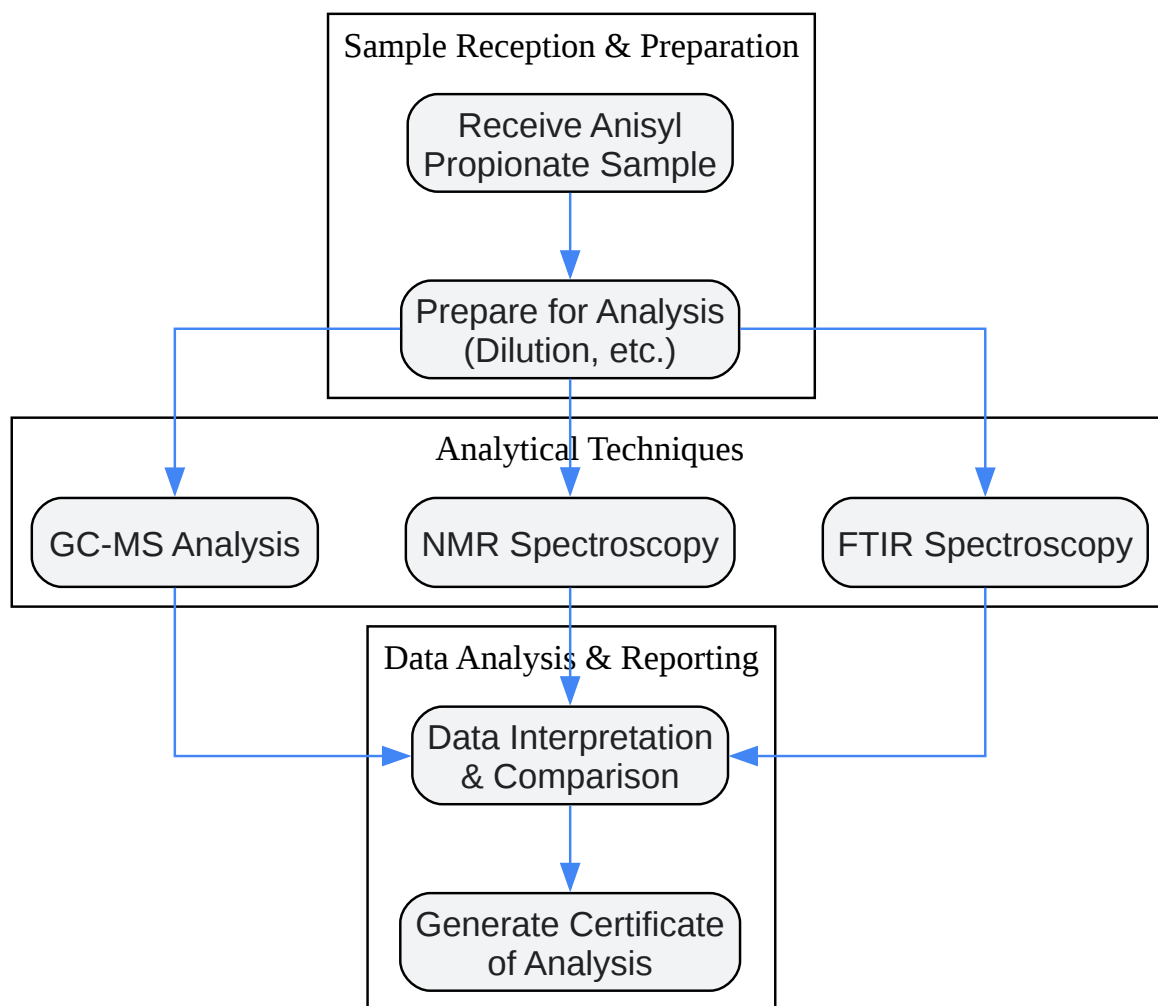 Sample Reception & Preparation
Receive Anisyl
Propionate Sample
Prepare for Analysis
(Dilution, etc.)
Analytical Techniques
GC-MS Analysis
NMR Spectroscopy
FTIR Spectroscopy
Data Analysis & Reporting
Data Interpretation
& Comparison
Generate Certificate
of Analysis